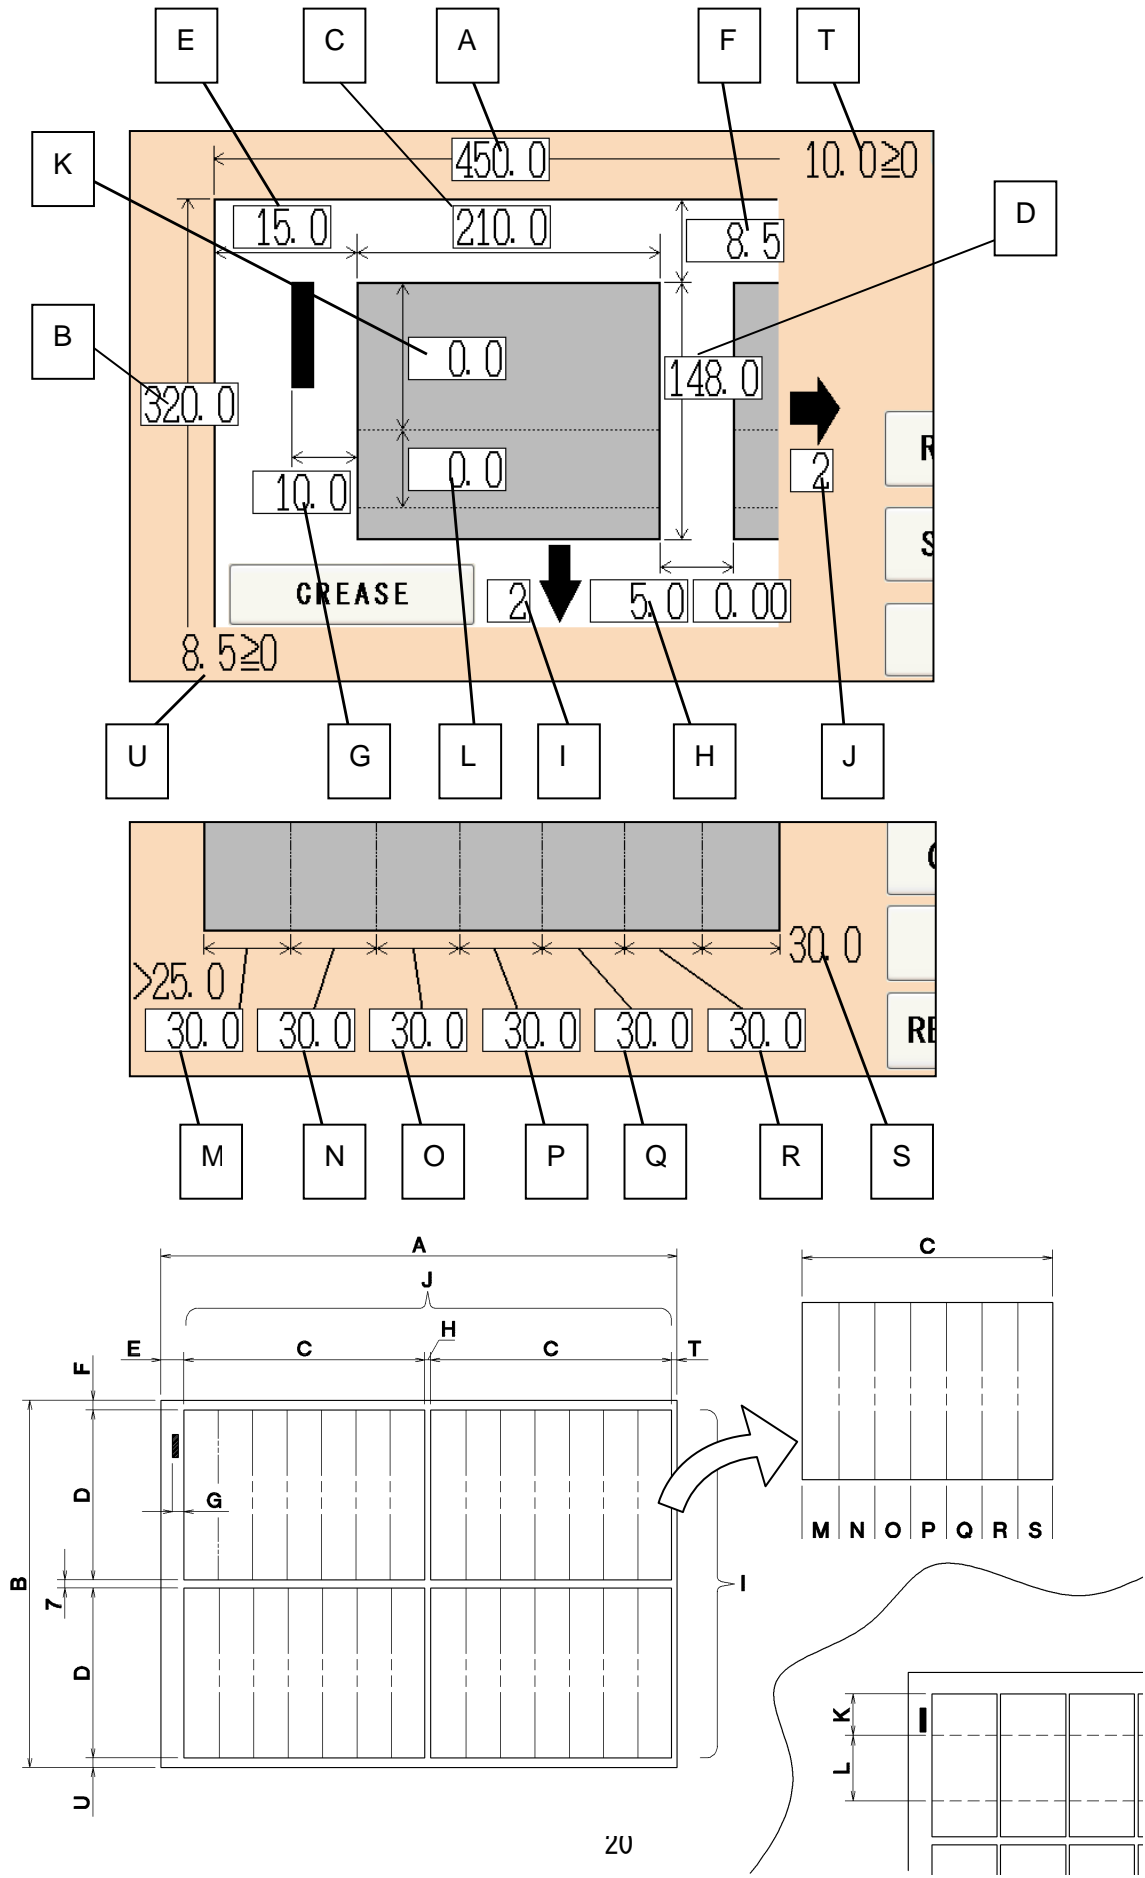 E C A F T
K
450.0 10.0≧0
D
15.0 210.0 8.5
B
0.0
148.0
320.0
R
0.0
2
10.0
S
CREASE 2 5.0 0.00
8.5≧0
U G L I H J
30.0
>25.0
30.0 30.0 30.0 30.0 30.0 30.0
RE
M N O P Q R S
A C
J
H
E C C T
F
D G
M N O P Q R S
B I
7
D
K
L
U
20